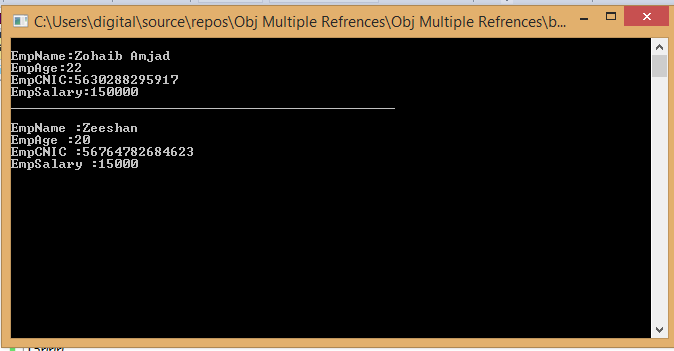 C:\Users\digital\source\repos\Obj Multiple Refrences\Obj Multiple Refrences\b...
EmpName:Zohaib Amjad
EmpAge:22
EmpCNIC:5630288295917
EmpSalary:150000
EmpName :Zeeshan
EmpAge :20
EmpCNIC :56764782684623
EmpSalary :15000